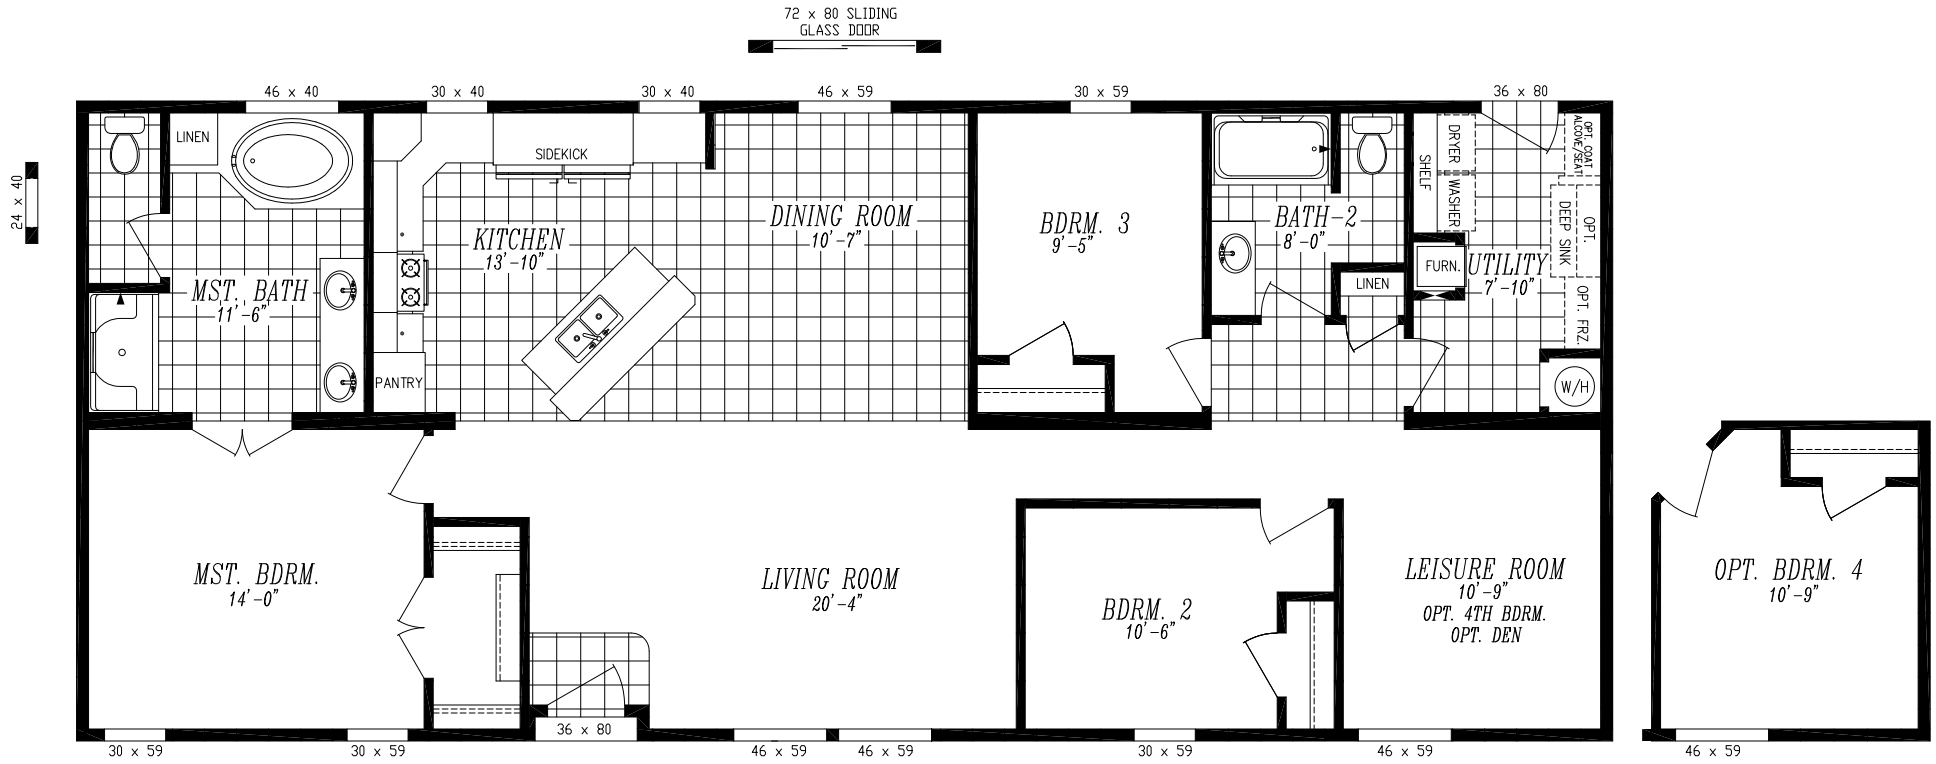 72 x 80 SLIDING
GLASS DOOR
46 x 40
30 x 40
30 x 40
46 x 59
30 x 59
36 x 80
24 x 40
LINEN
SIDEKICK
DRYER
WASHER
SHELF
OPT. COAT
ALCOVE/SEAT
MST. BATH
11'-6"
KITCHEN
13'-10"
DINING ROOM
10'-7"
BDRM. 3
9'-5"
BATH-2
8'-0"
LINEN
FURN.
UTILITY
7'-10"
OPT.
DEEP SINK
OPT. FRZ.
PANTRY
W/H
MST. BDRM.
14'-0"
LIVING ROOM
20'-4"
BDRM. 2
10'-6"
LEISURE ROOM
10'-9"
OPT. 4TH BDRM.
OPT. DEN
OPT. BDRM. 4
10'-9"
36 x 80
30 x 59
30 x 59
46 x 59
46 x 59
30 x 59
46 x 59
46 x 59